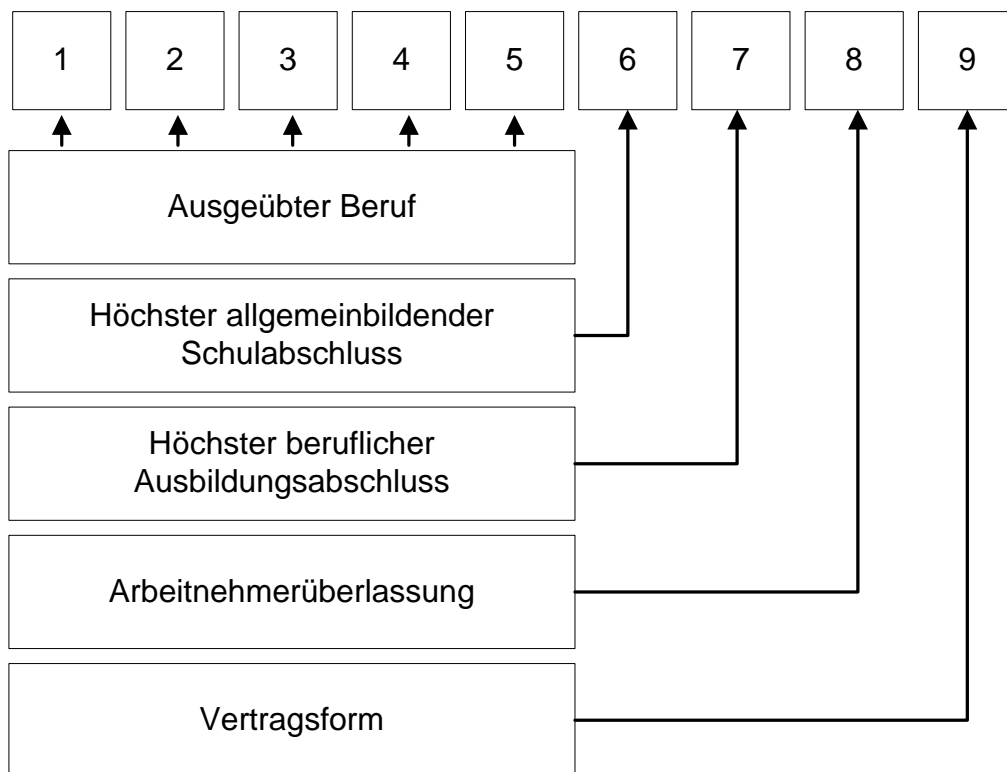 1 2 3 4 5 6 7 8 9
Ausgeübter Beruf
Höchster allgemeinbildender
Schulabschluss
Höchster beruflicher
Ausbildungsabschluss
Arbeitnehmerüberlassung
Vertragsform